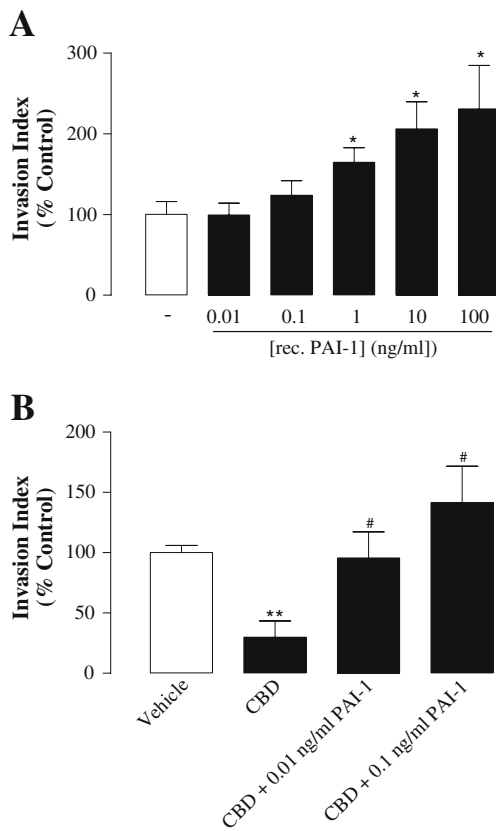 A
Invasion Index
(% Control)
300
200
100
0
*
*
*
-
0.01
0.1
1
10
100
[rec. PAI-1] (ng/ml])
B
Invasion Index
(% Control)
200
150
100
50
0
**
#
#
Vehicle
CBD
CBD + 0.01 ng/ml PAI-1
CBD + 0.1 ng/ml PAI-1